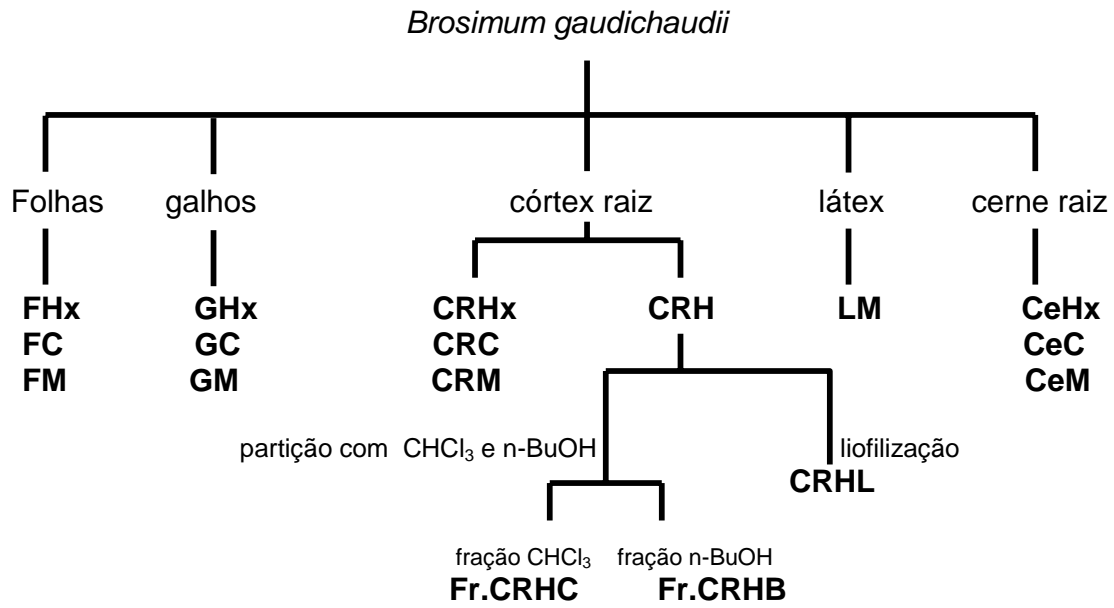 Brosimum gaudichaudii
Folhas galhos córtex raiz látex cerne raiz
FHx GHx CRHx CRH LM CeHx
FC GC CRC CeC
FM GM CRM CeM
partição com CHCl₃ e n-BuOH liofilização
CRHL
fração CHCl₃ fração n-BuOH
Fr.CRHC Fr.CRHB